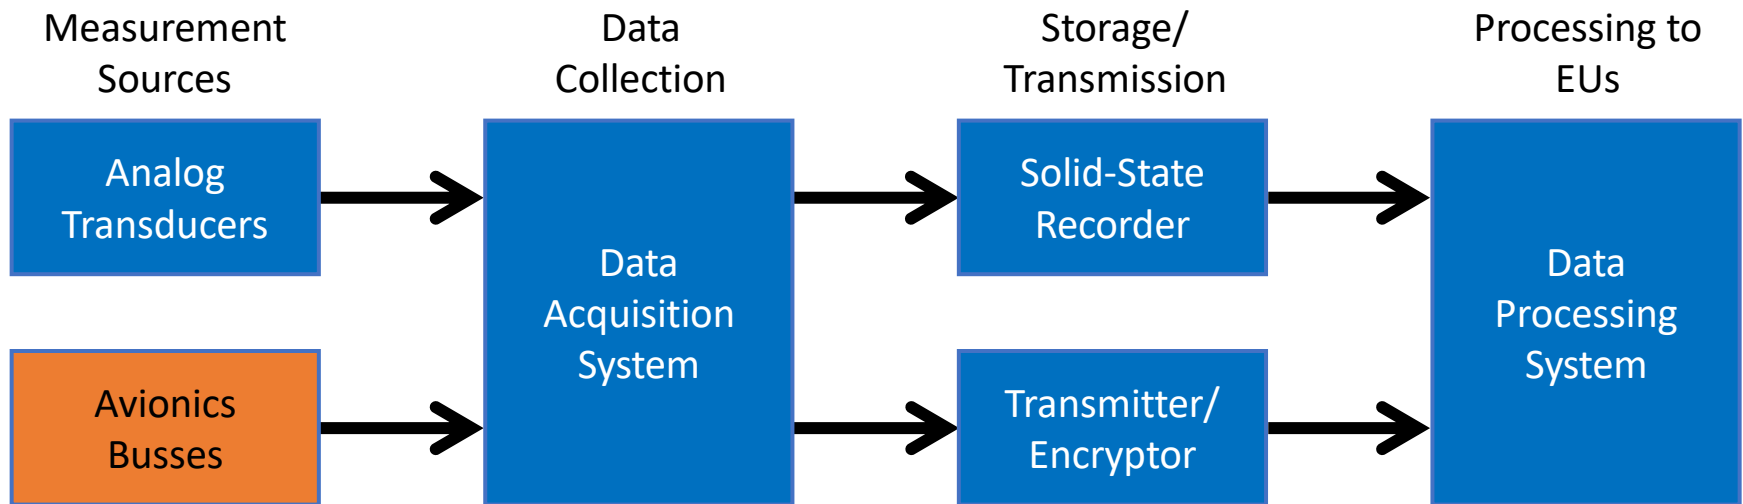 Measurement
Sources
Data
Collection
Storage/
Transmission
Processing to
EUs
Analog
Transducers
Avionics
Busses
Data
Acquisition
System
Solid-State
Recorder
Transmitter/
Encryptor
Data
Processing
System